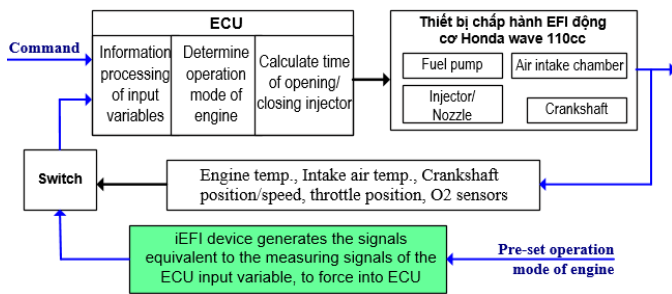 ECU
Command
Information
processing
of input
variables
Determine
operation
mode of
engine
Calculate time
of opening/
closing injector
Thiết bị chấp hành EFI động
cơ Honda wave 110cc
Fuel pump
Air intake chamber
Injector/
Nozzle
Crankshaft
Switch
Engine temp., Intake air temp., Crankshaft
position/speed, throttle position, O2 sensors
iEFI device generates the signals
equivalent to the measuring signals of the
ECU input variable, to force into ECU
Pre-set operation
mode of engine